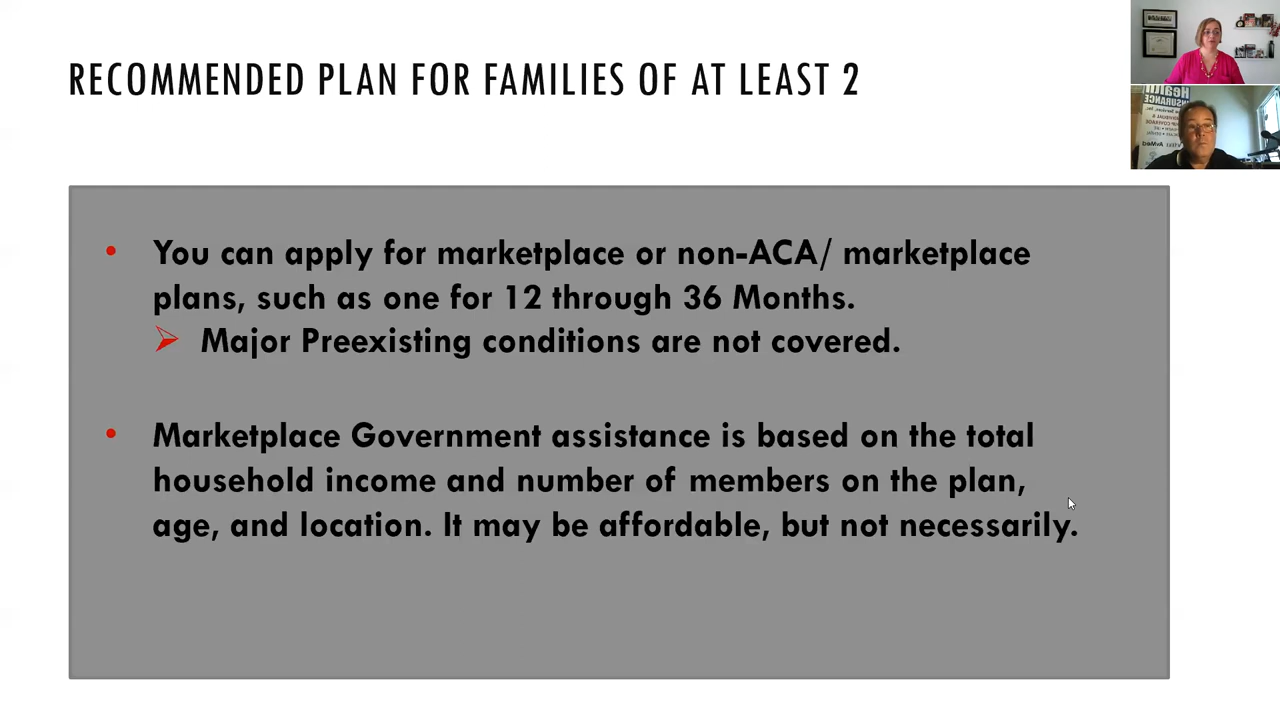 RECOMMENDED PLAN FOR FAMILIES OF AT LEAST 2
• You can apply for marketplace or non-ACA/ marketplace
plans, such as one for 12 through 36 Months.
➢ Major Preexisting conditions are not covered.
• Marketplace Government assistance is based on the total
household income and number of members on the plan,
age, and location. It may be affordable, but not necessarily.
Health
INSURANCE
AvMed